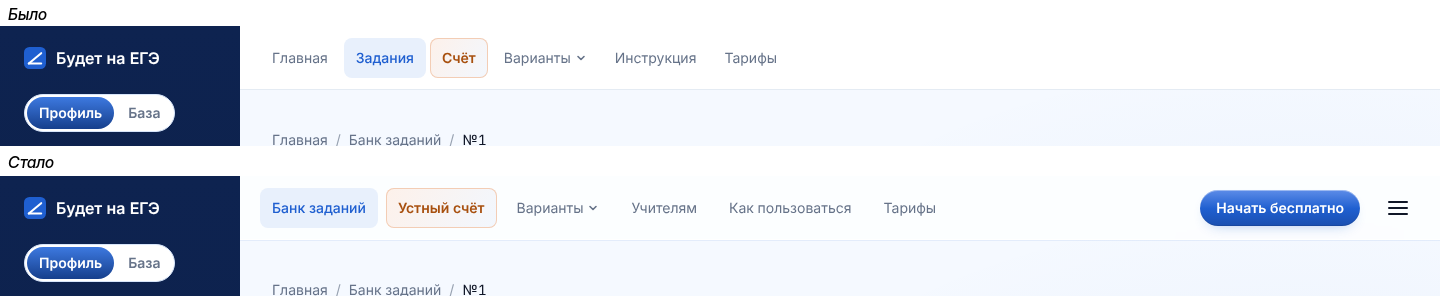 Было
Будет на ЕГЭ
Главная Задания Счёт Варианты Инструкция Тарифы
Профиль База
Главная / Банк заданий / №1
Стало
Будет на ЕГЭ
Банк заданий Устный счёт Варианты Учителям Как пользоваться Тарифы Начать бесплатно
Профиль База
Главная / Банк заданий / №1